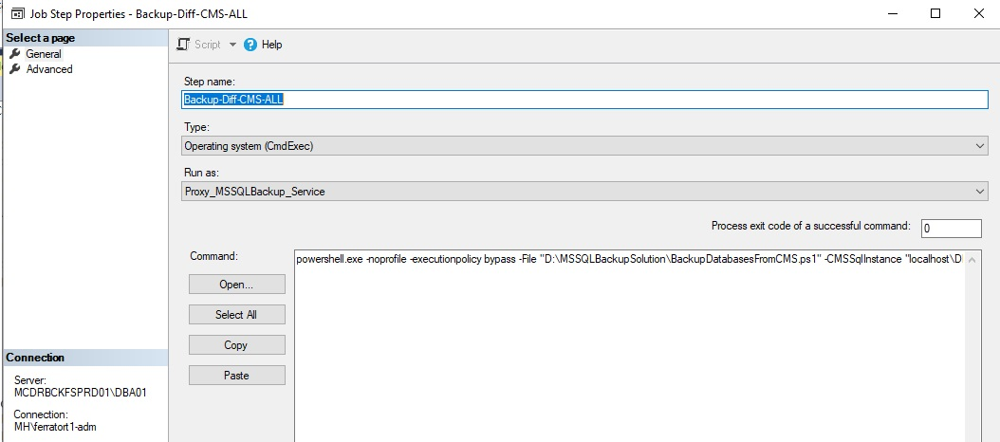 Job Step Properties - Backup-Diff-CMS-ALL
Select a page
General
Advanced
Script
Help
Step name:
Backup-Diff-CMS-ALL
Type:
Operating system (CmdExec)
Run as:
Proxy_MSSQLBackup_Service
Process exit code of a successful command:
0
Command:
powershell.exe -noprofile -executionpolicy bypass -File "D:\MSSQLBackupSolution\BackupDatabasesFromCMS.ps1" -CMSSqlInstance "localhost\D
Open...
Select All
Copy
Paste
Connection
Server:
MCDRBCKFSPRD01\DBA01
Connection:
MH\ferratort1-adm